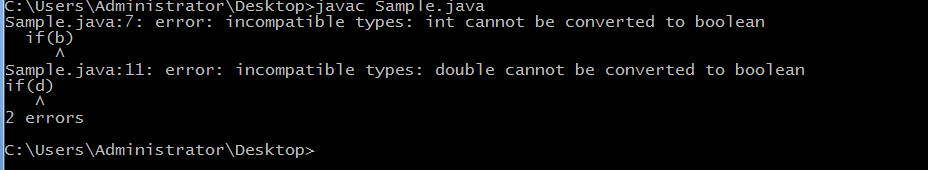 C:\Users\Administrator\Desktop>javac Sample.java
Sample.java:7: error: incompatible types: int cannot be converted to boolean
  if(b)
     ^
Sample.java:11: error: incompatible types: double cannot be converted to boolean
if(d)
   ^
2 errors
C:\Users\Administrator\Desktop>